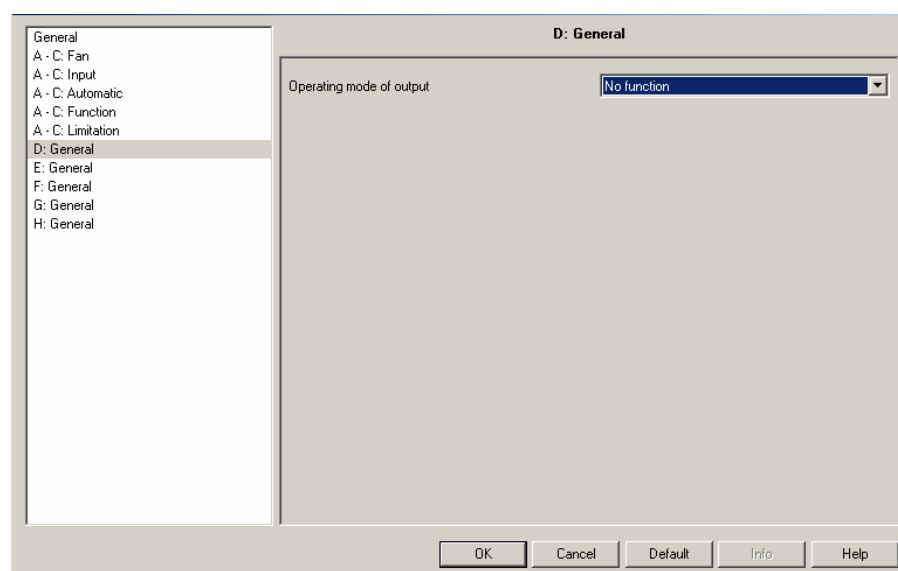 General
A - C: Fan
A - C: Input
A - C: Automatic
A - C: Function
A - C: Limitation
D: General
E: General
F: General
G: General
H: General
D: General
Operating mode of output
No function
OK
Cancel
Default
Info
Help